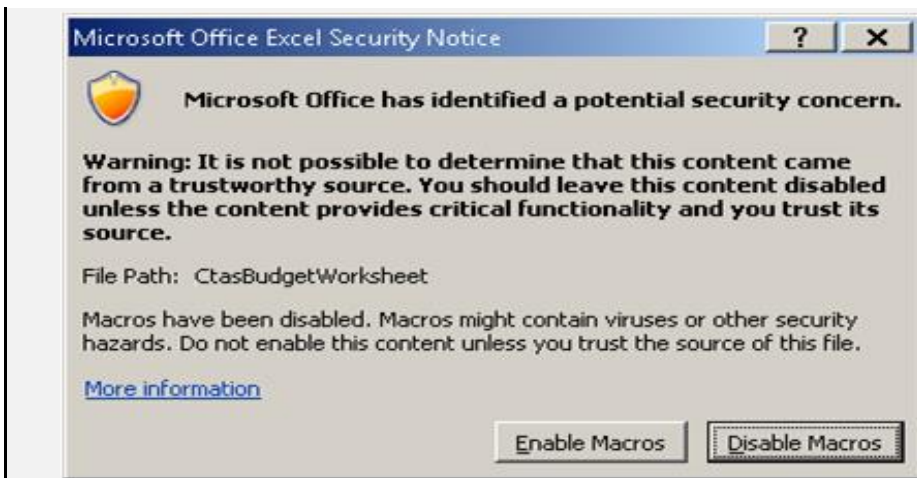 Microsoft Office Excel Security Notice
?
Microsoft Office has identified a potential security concern.
Warning: It is not possible to determine that this content came
from a trustworthy source. You should leave this content disabled
unless the content provides critical functionality and you trust its
source.
File Path: CtasBudgetWorksheet
Macros have been disabled. Macros might contain viruses or other security
hazards. Do not enable this content unless you trust the source of this file.
More information
Enable Macros
Disable Macros